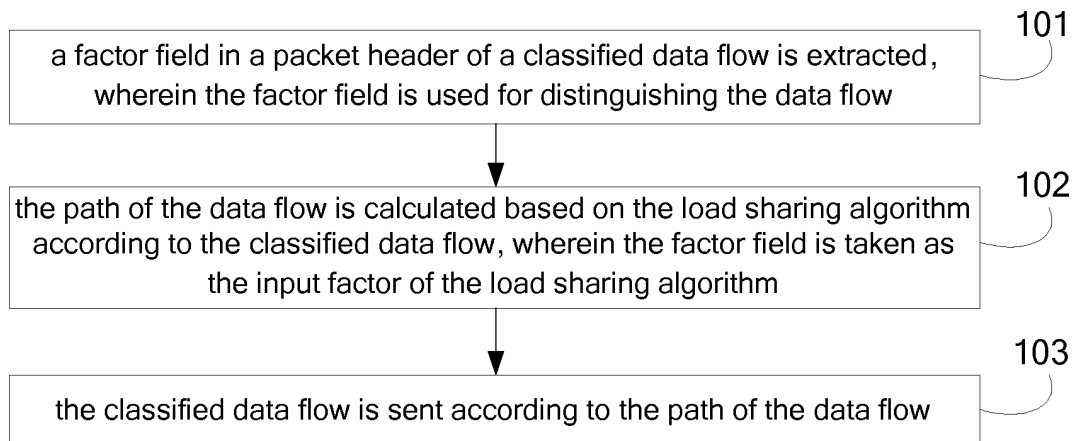 101
a factor field in a packet header of a classified data flow is extracted,
wherein the factor field is used for distinguishing the data flow
102
the path of the data flow is calculated based on the load sharing algorithm
according to the classified data flow, wherein the factor field is taken as
the input factor of the load sharing algorithm
103
the classified data flow is sent according to the path of the data flow